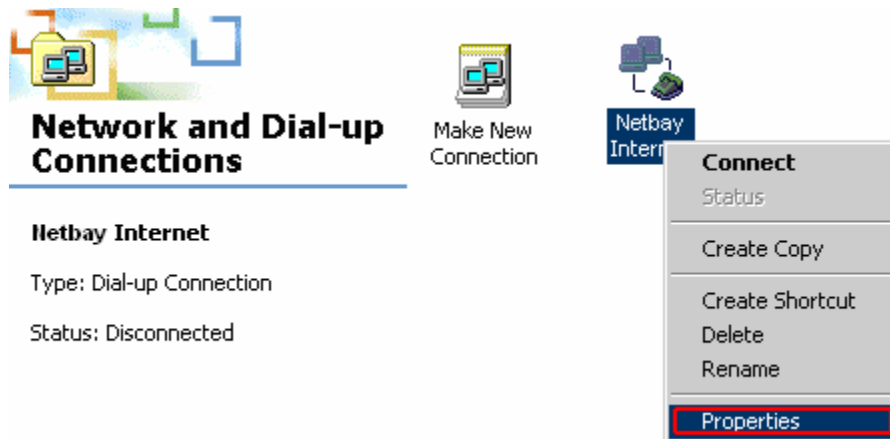 Network and Dial-up
Connections
Netbay Internet
Type: Dial-up Connection
Status: Disconnected
Make New
Connection
Netbay
Connect
Status
Create Copy
Create Shortcut
Delete
Rename
Properties